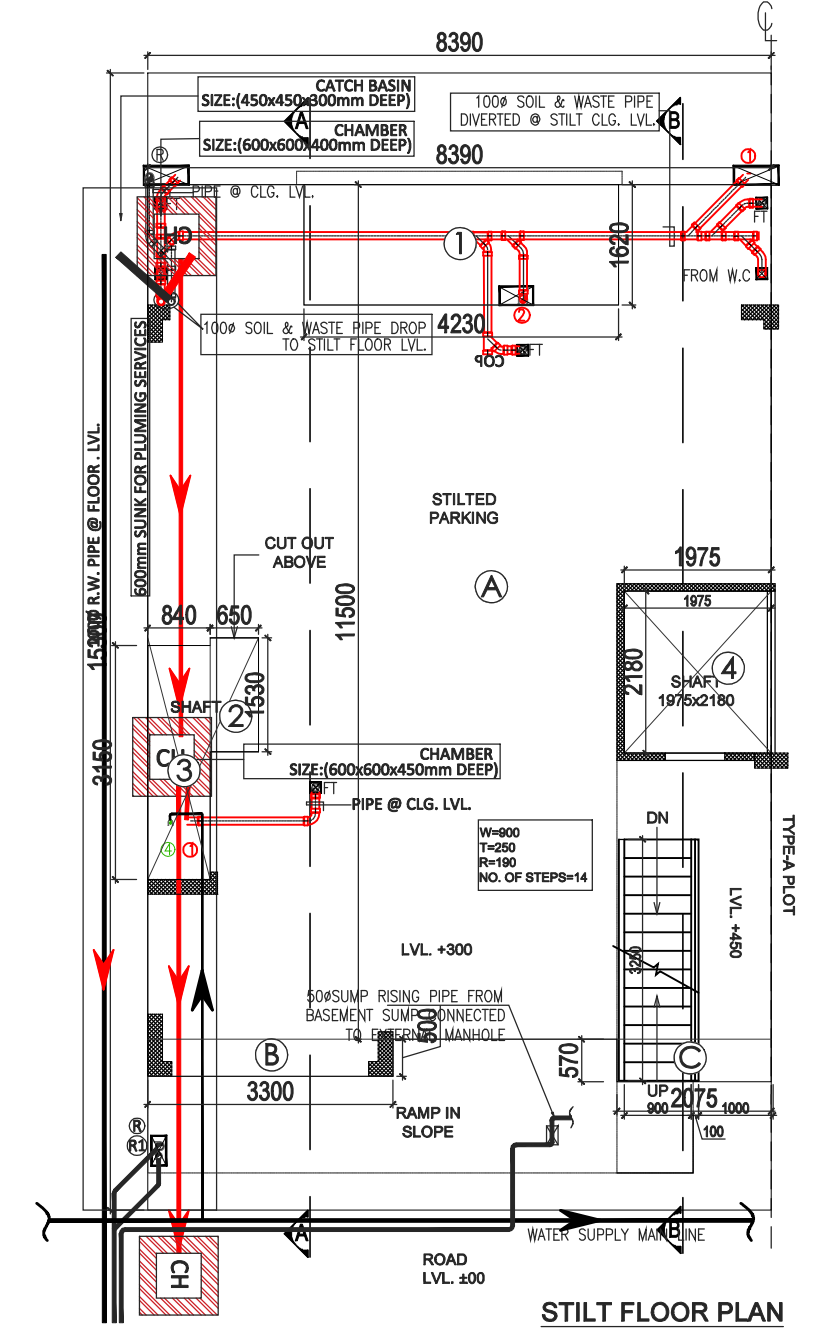 8390
CATCH BASIN
SIZE:(450x450x300mm DEEP)
A
100ø SOIL & WASTE PIPE
DIVERTED @ STILT CLG. LVL.
B
CHAMBER
SIZE:(600x600x400mm DEEP)
8390
R
1
PIPE @ CLG. LVL.
FT
FT
CH
1
1620
FROM W.C
2
100ø SOIL & WASTE PIPE DROP
TO STILT FLOOR LVL.
4230
COP
FT
600mm SUNK FOR PLUMING SERVICES
R.W. PIPE @ FLOOR . LVL.
STILTED
PARKING
CUT OUT
ABOVE
A
11500
1975
1975
840
650
2180
4
SHAFT
1975x2180
SHAFT
2
1530
3150
CH
3
CHAMBER
SIZE:(600x600x450mm DEEP)
FT
PIPE @ CLG. LVL.
4
1
W=900
T=250
R=190
NO. OF STEPS=14
DN
TYPE-A PLOT
LVL. +450
LVL. +300
3250
50øSUMP RISING PIPE FROM
BASEMENT SUMP CONNECTED
TO EXTERNAL MANHOLE
500
B
570
C
3300
UP
2075
900
1000
100
RAMP IN
SLOPE
R
R1
A
B
WATER SUPPLY MAIN LINE
CH
ROAD
LVL. ±00
STILT FLOOR PLAN